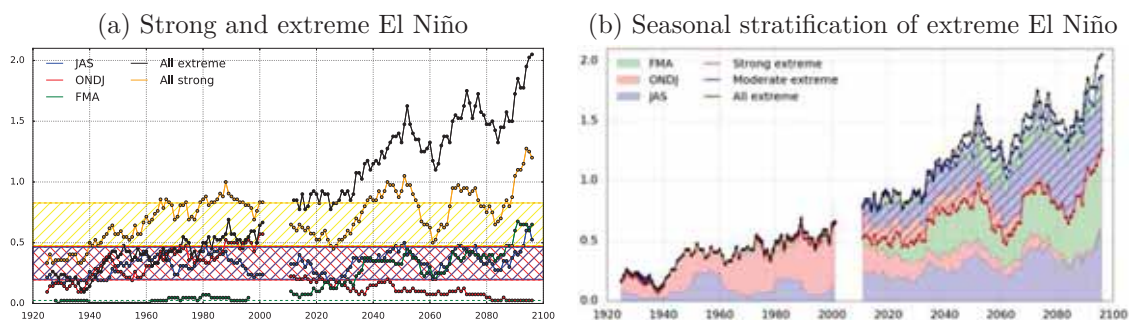 (a) Strong and extreme El Niño
JAS
ONDJ
FMA
All extreme
All strong
2.0
1.5
1.0
0.5
0.0
1920 1940 1960 1980 2000 2020 2040 2060 2080 2100
(b) Seasonal stratification of extreme El Niño
FMA
ONDJ
JAS
Strong extreme
Moderate extreme
All extreme
2.0
1.5
1.0
0.5
0.0
1920 1940 1960 1980 2000 2020 2040 2060 2080 2100